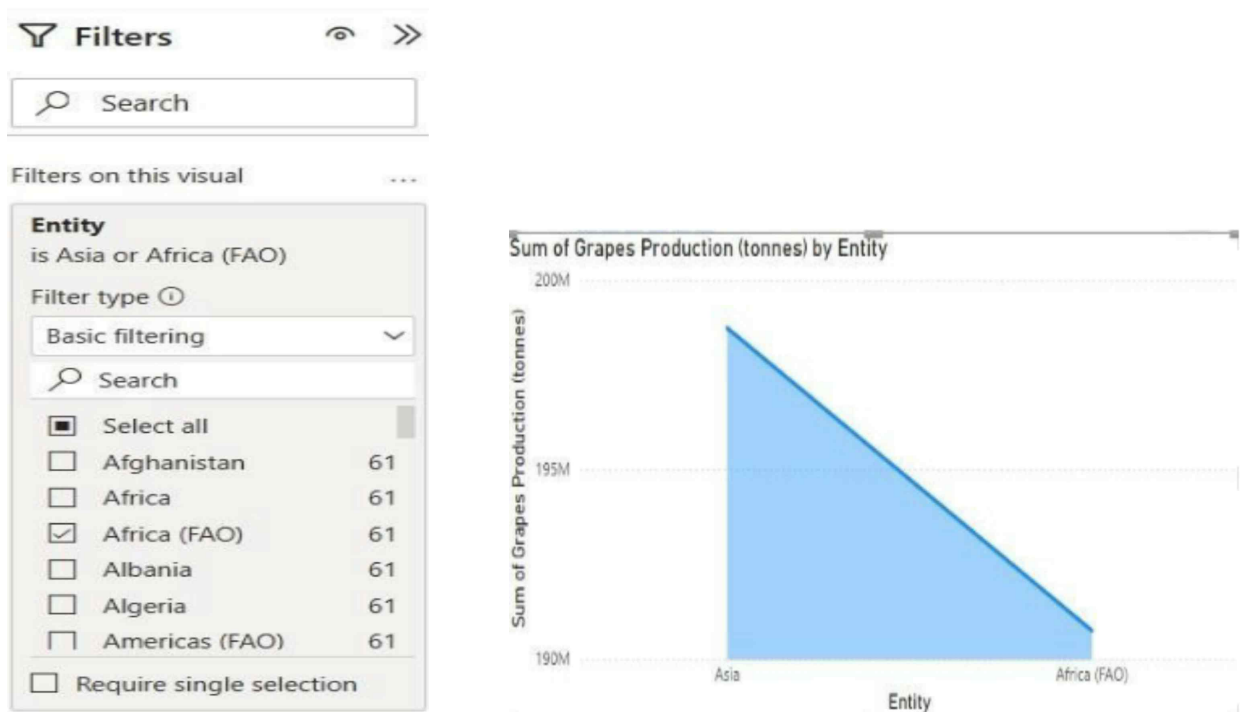 Filters
Search
Filters on this visual
...
Entity
is Asia or Africa (FAO)
Filter type
Basic filtering
Search
Select all
Afghanistan 61
Africa 61
Africa (FAO) 61
Albania 61
Algeria 61
Americas (FAO) 61
Require single selection
Sum of Grapes Production (tonnes) by Entity
Sum of Grapes Production (tonnes)
200M
195M
190M
Asia Africa (FAO)
Entity